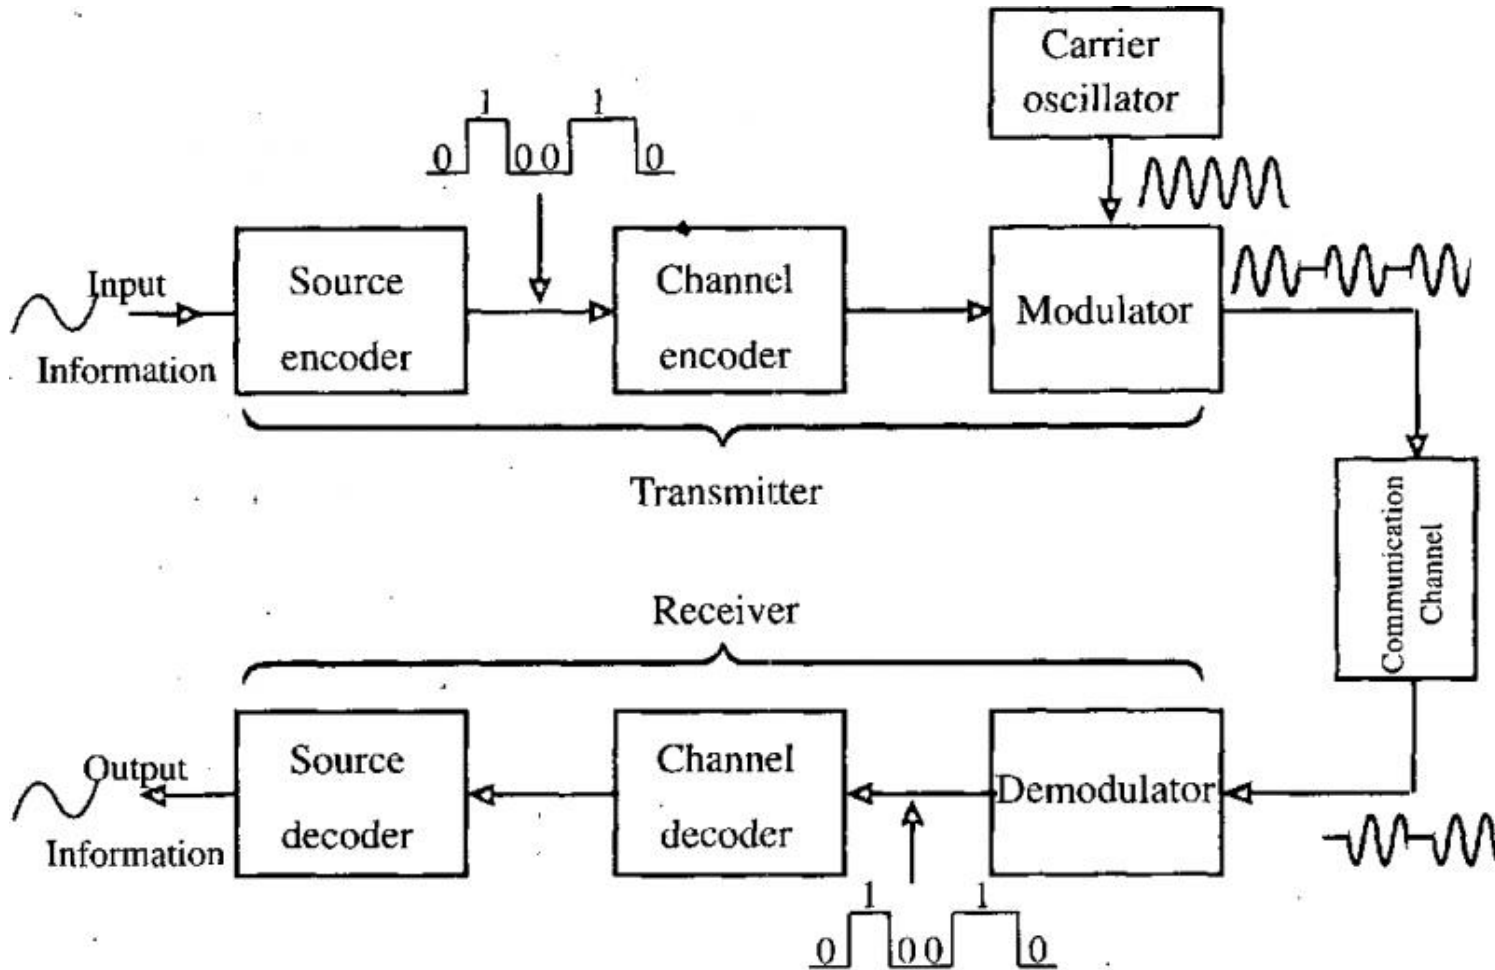 Carrier
oscillator
1 1
0 0 0 0
Input
Information
Source
encoder
Channel
encoder
Modulator
Transmitter
Communication
Channel
Receiver
Output
Information
Source
decoder
Channel
decoder
Demodulator
1 1
0 0 0 0